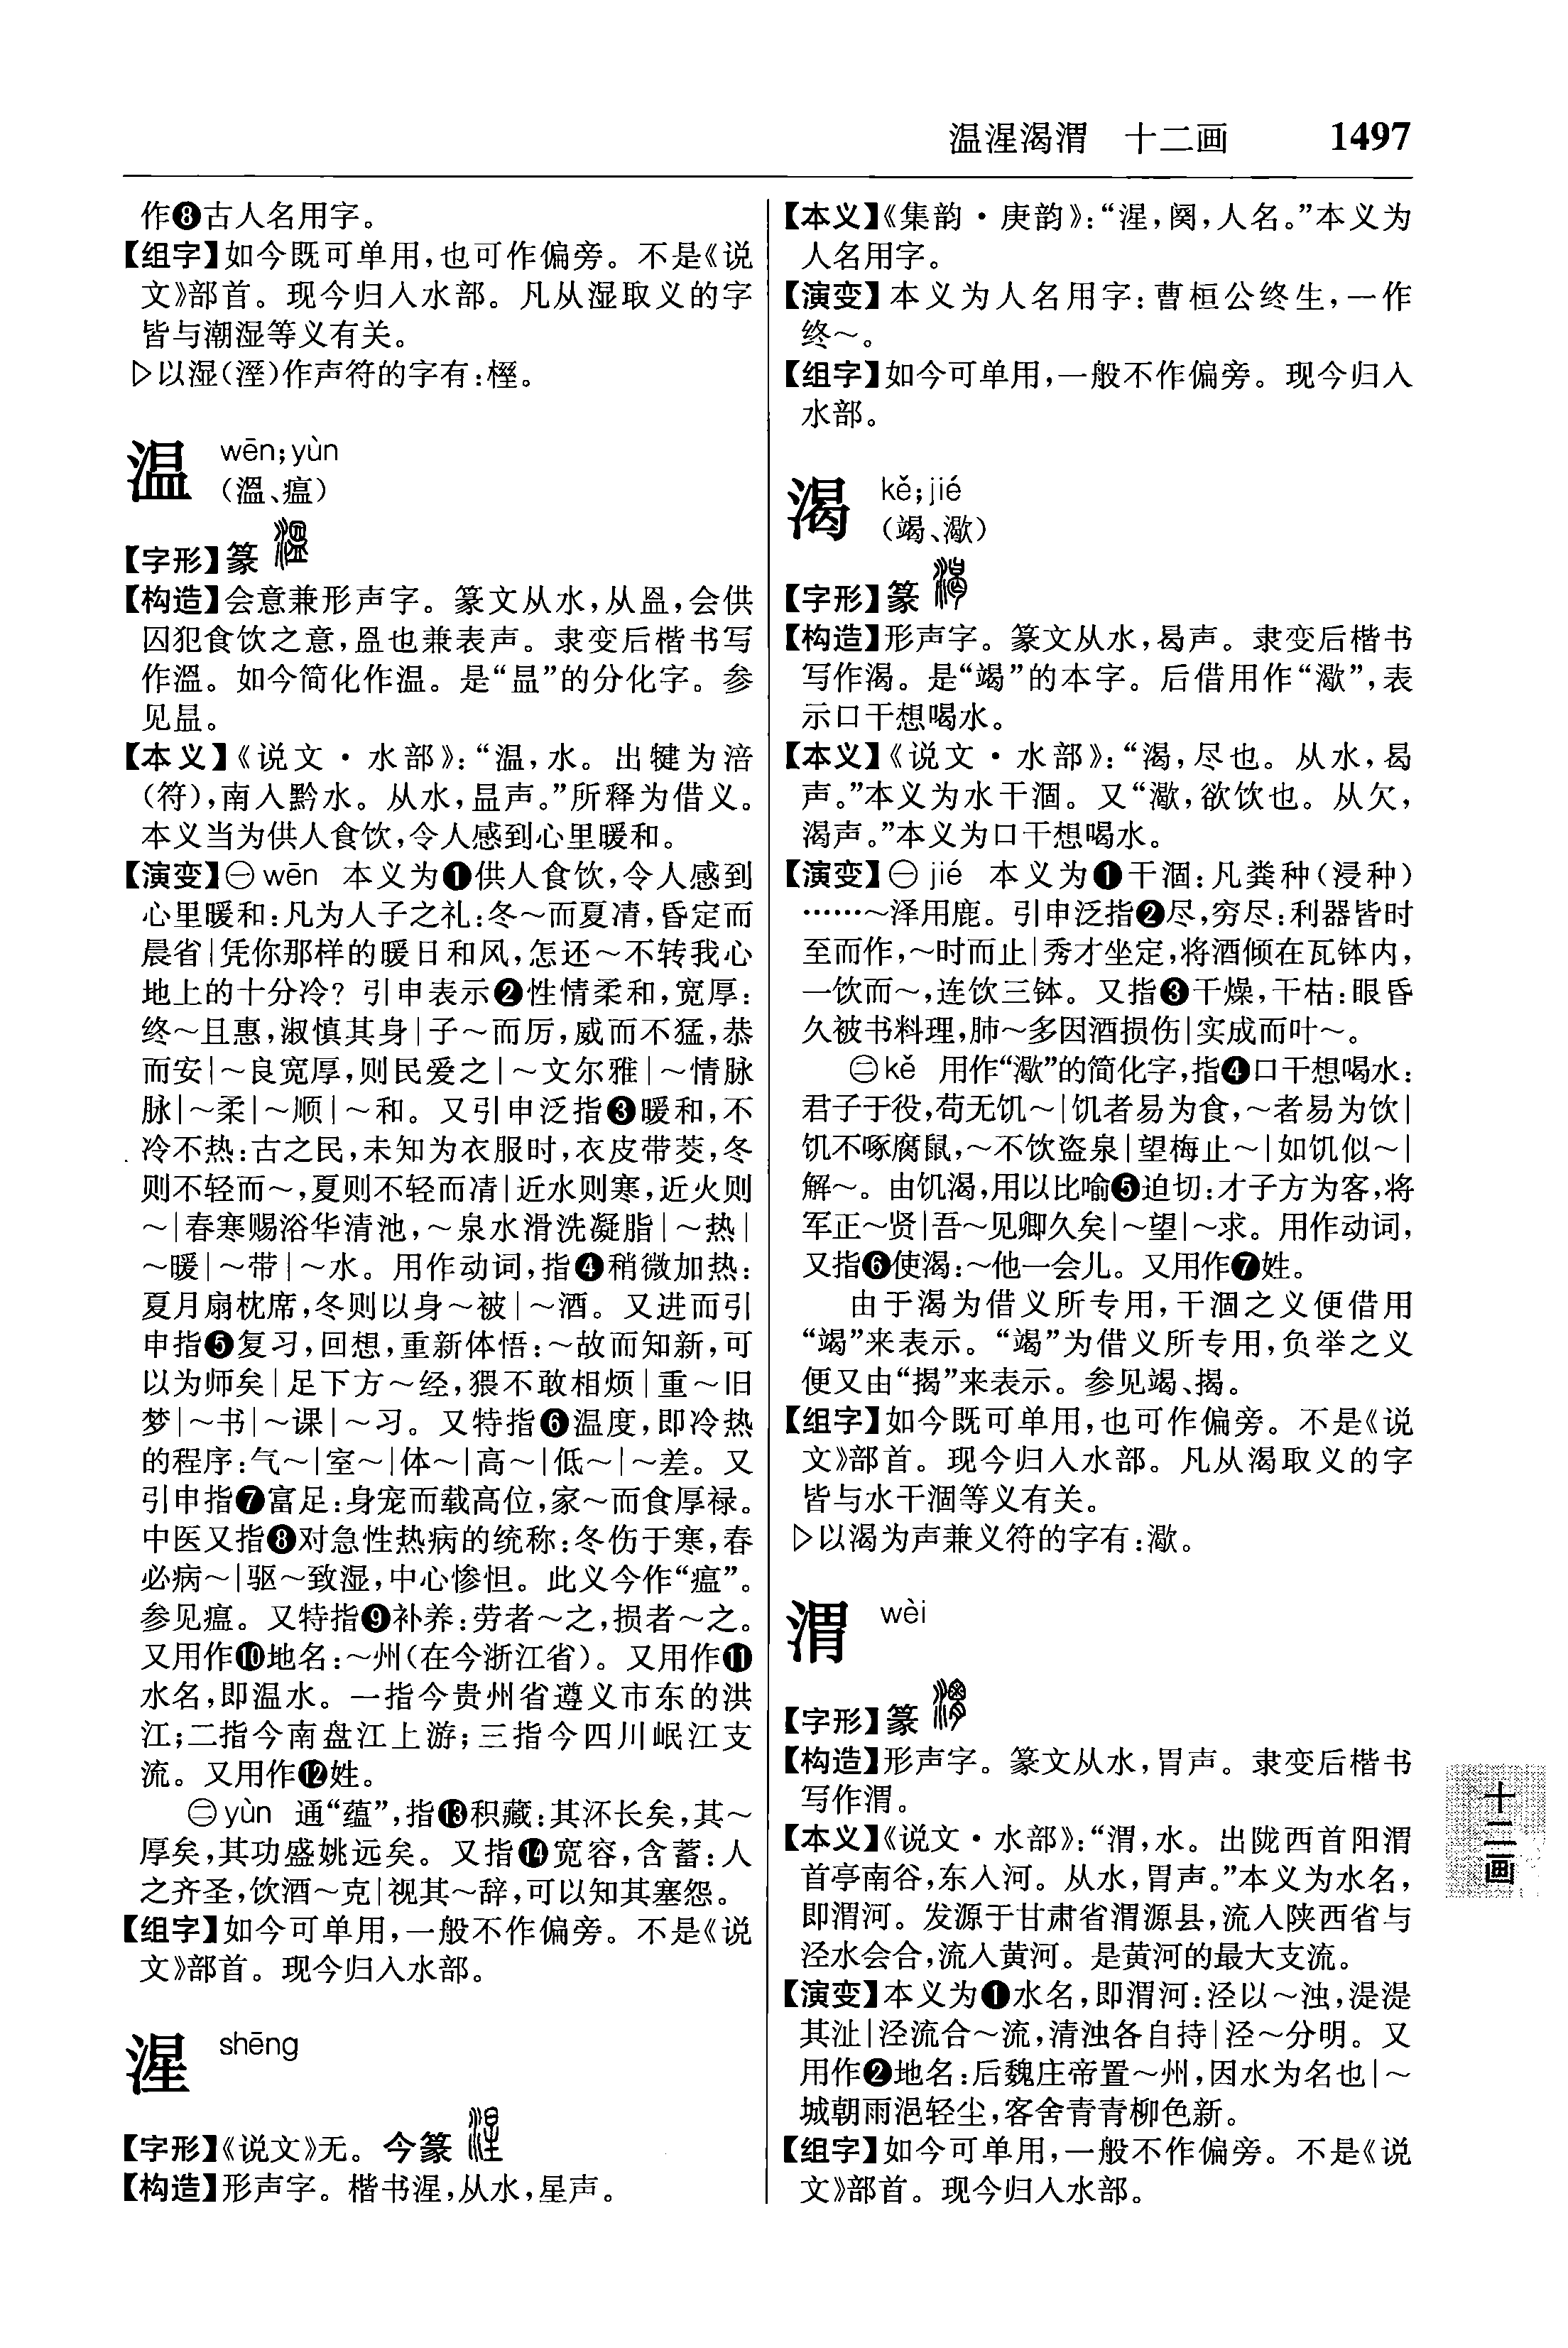 温湦渴渭 十二画 1497
作❽古人名用字。
【组字】如今既可单用,也可作偏旁。不是《说
文》部首。现今归入水部。凡从湿取义的字
皆与潮湿等义有关。
▷以湿(溼)作声符的字有:
温 wēn;yùn
(溫、瘟)
【字形】篆
【构造】会意兼形声字。篆文从水,从昷,会供
囚犯食饮之意,昷也兼表声。隶变后楷书写
作溫。如今简化作温。是“昷”的分化字。参
见昷。
【本义】《说文·水部》:“温,水。出犍为涪
(符),南入黔水。从水,昷声。”所释为借义。
本义当为供人食饮,令人感到心里暖和。
【演变】㊀wēn 本义为❶供人食饮,令人感到
心里暖和:凡为人子之礼:冬～而夏凊,昏定而
晨省|凭你那样的暖日和风,怎还～不转我心
地上的十分冷?引申表示❷性情柔和,宽厚:
终～且惠,淑慎其身|子～而厉,威而不猛,恭
而安|～良宽厚,则民爱之|～文尔雅|～情脉
脉|～柔|～顺|～和。又引申泛指❸暖和,不
冷不热:古之民,未知为衣服时,衣皮带茭,冬
则不轻而～,夏则不轻而凊|近水则寒,近火则
～|春寒赐浴华清池,～泉水滑洗凝脂|～热|
～暖|～带|～水。用作动词,指❹稍微加热:
夏月扇枕席,冬则以身～被|～酒。又进而引
申指❺复习,回想,重新体悟:～故而知新,可
以为师矣|足下方～经,猥不敢相烦|重～旧
梦|～书|～课|～习。又特指❻温度,即冷热
的程序:气～|室～|体～|高～|低～|～差。又
引申指❼富足:身宠而载高位,家～而食厚禄。
中医又指❽对急性热病的统称:冬伤于寒,春
必病～|驱～致湿,中心惨怛。此义今作“瘟”。
参见瘟。又特指❾补养:劳者～之,损者～之。
又用作❿地名:～州(在今浙江省)。又用作⓫
水名,即温水。一指今贵州省遵义市东的洪
江;二指今南盘江上游;三指今四川岷江支
流。又用作⓬姓。
㊁yùn 通“蕴”,指⓭积藏:其泝长矣,其～
厚矣,其功盛姚远矣。又指⓮宽容,含蓄:人
之齐圣,饮酒～克|视其～辞,可以知其塞怨。
【组字】如今可单用,一般不作偏旁。不是《说
文》部首。现今归入水部。
湦 shēng
【字形】《说文》无。今篆
【构造】形声字。楷书湦,从水,星声。
【本义】《集韵·庚韵》:“湦,阕,人名。”本义为
人名用字。
【演变】本义为人名用字:曹桓公终生,一作
终～。
【组字】如今可单用,一般不作偏旁。现今归入
水部。
渴 kě;jié
(竭、㵣)
【字形】篆
【构造】形声字。篆文从水,曷声。隶变后楷书
写作渴。是“竭”的本字。后借用作“㵣”,表
示口干想喝水。
【本义】《说文·水部》:“渴,尽也。从水,曷
声。”本义为水干涸。又“㵣,欲饮也。从欠,
渴声。”本义为口干想喝水。
【演变】㊀jié 本义为❶干涸:凡粪种(浸种)
……～泽用鹿。引申泛指❷尽,穷尽:利器皆时
至而作,～时而止|秀才坐定,将酒倾在瓦钵内,
一饮而～,连饮三钵。又指❸干燥,干枯:眼昏
久被书料理,肺～多因酒损伤|实成而叶～。
㊁kě 用作“㵣”的简化字,指❹口干想喝水:
君子于役,苟无饥～|饥者易为食,～者易为饮|
饥不啄腐鼠,～不饮盗泉|望梅止～|如饥似～|
解～。由饥渴,用以比喻❺迫切:才子方为客,将
军正～贤|吾～见卿久矣|～望|～求。用作动词,
又指❻使渴:～他一会儿。又用作❼姓。
由于渴为借义所专用,干涸之义便借用
“竭”来表示。“竭”为借义所专用,负举之义
便又由“揭”来表示。参见竭、揭。
【组字】如今既可单用,也可作偏旁。不是《说
文》部首。现今归入水部。凡从渴取义的字
皆与水干涸等义有关。
▷以渴为声兼义符的字有:㵣。
渭 wèi
【字形】篆
【构造】形声字。篆文从水,胃声。隶变后楷书
写作渭。
【本义】《说文·水部》:“渭,水。出陇西首阳渭
首亭南谷,东入河。从水,胃声。”本义为水名,
即渭河。发源于甘肃省渭源县,流入陕西省与
泾水会合,流入黄河。是黄河的最大支流。
【演变】本义为❶水名,即渭河:泾以～浊,湜湜
其沚|泾流合～流,清浊各自持|泾～分明。又
用作❷地名:后魏庄帝置～州,因水为名也|～
城朝雨浥轻尘,客舍青青柳色新。
【组字】如今可单用,一般不作偏旁。不是《说
文》部首。现今归入水部。
十二画